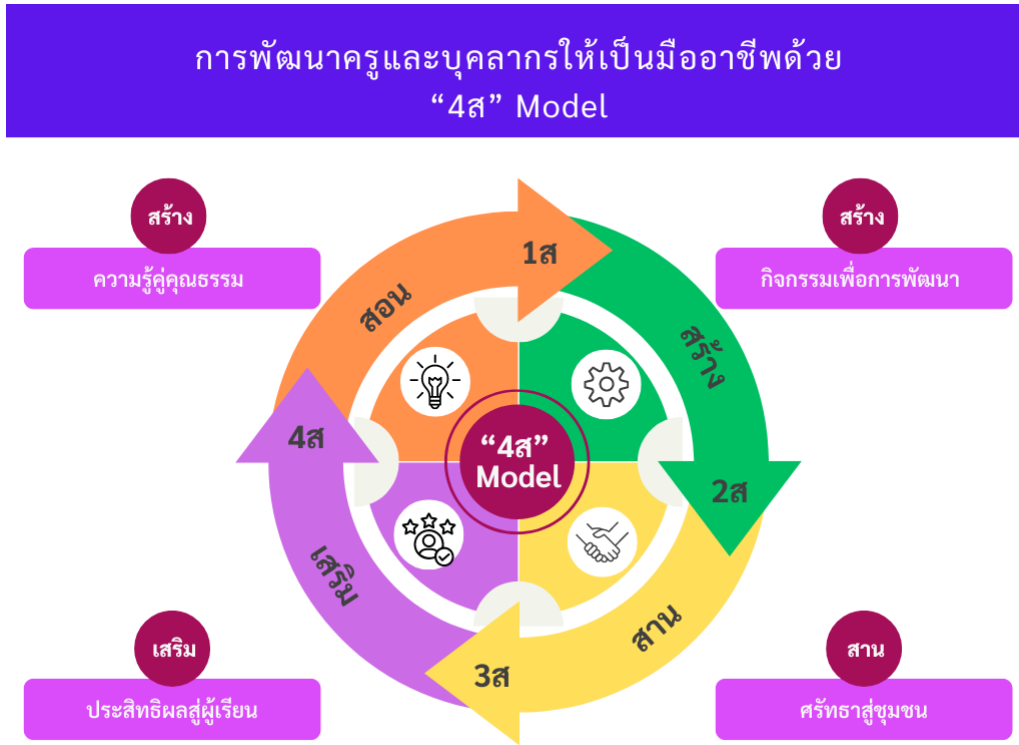 การพัฒนาครูและบุคลากรให้เป็นมืออาชีพด้วย
“4ส” Model
สร้าง
ความรู้คู่คุณธรรม
สร้าง
กิจกรรมเพื่อการพัฒนา
1ส
สอน
สร้าง
4ส
“4ส”
Model
2ส
เสริม
สาน
3ส
เสริม
ประสิทธิผลสู่ผู้เรียน
สาน
ศรัทธาสู่ชุมชน